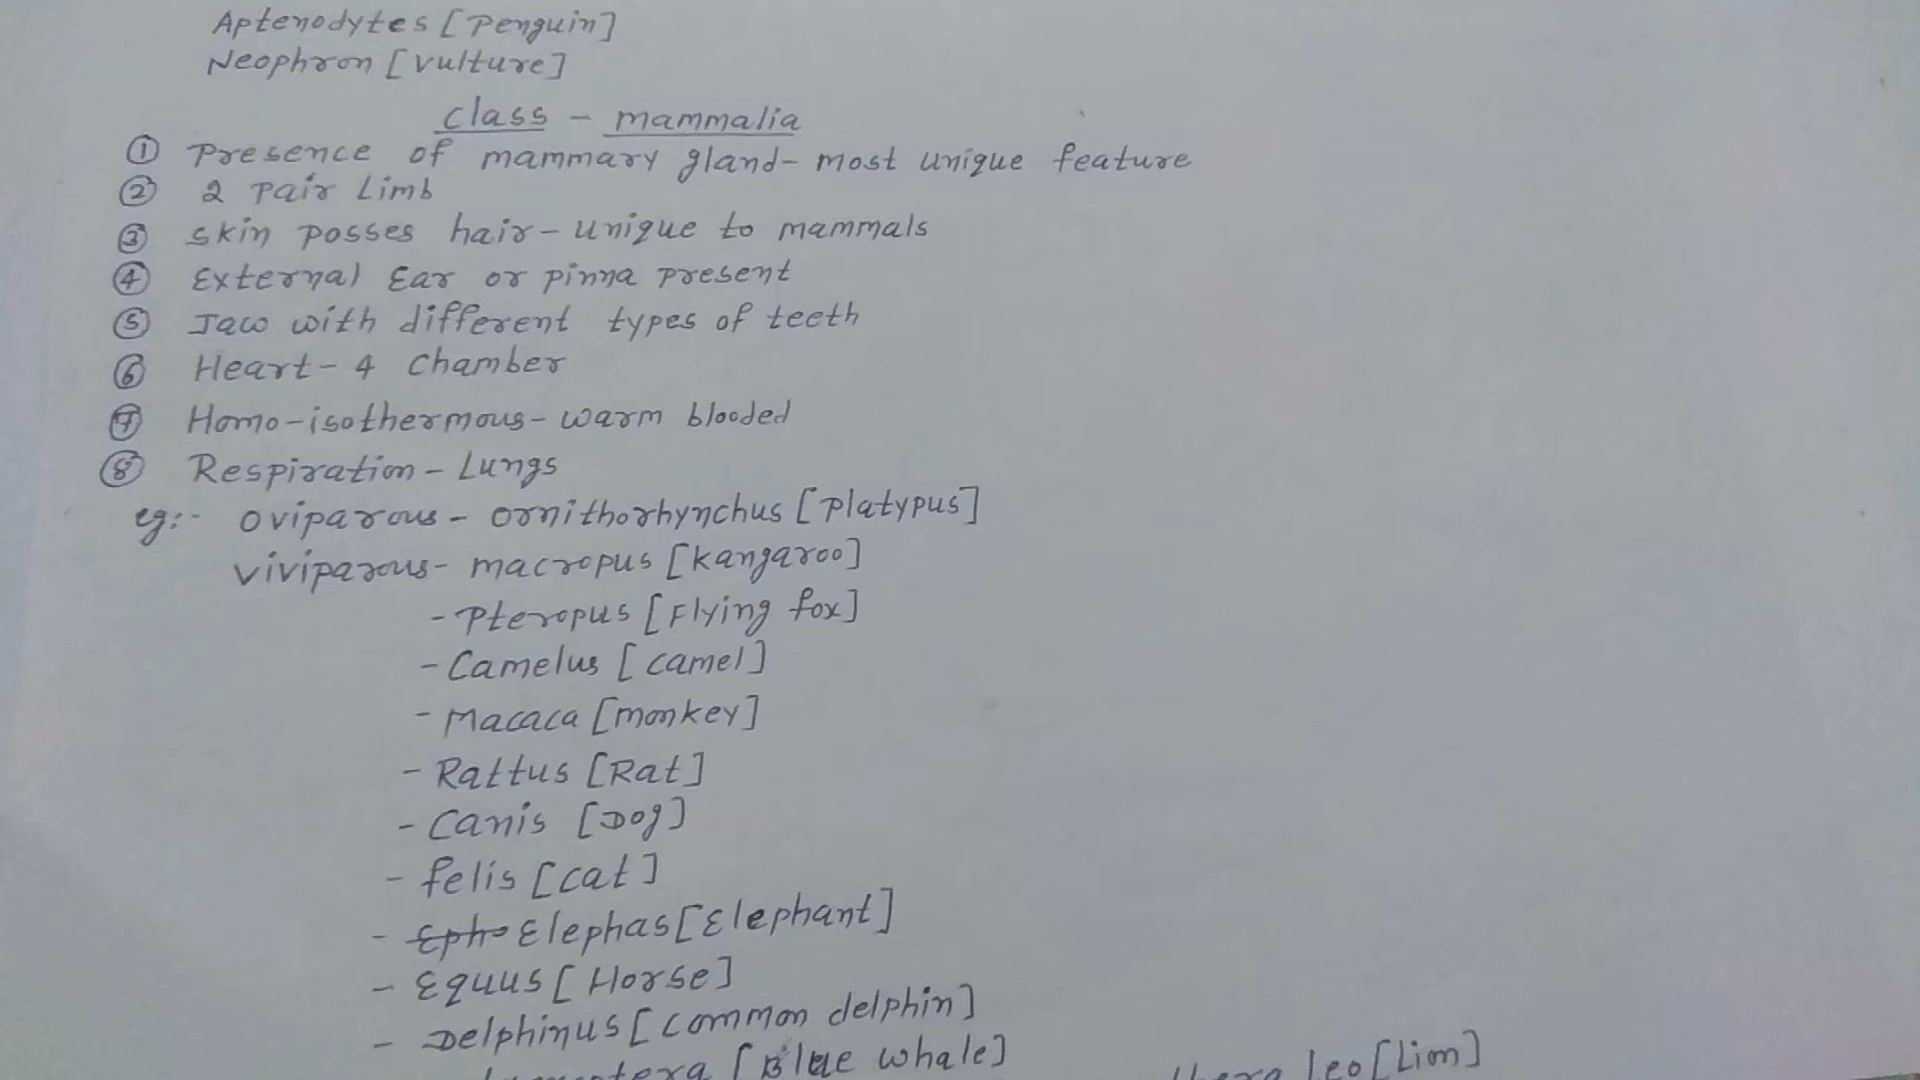 Aptenodytes [Penguin]
Neophron [vulture]
class - mammalia
① Presence of mammary gland - most unique feature
② 2 Pair Limb
③ skin posses hair - unique to mammals
④ External Ear or pinna present
⑤ Jaw with different types of teeth
⑥ Heart - 4 chamber
⑦ Homo-isothermous - warm blooded
⑧ Respiration - Lungs
eg:- oviparous - ornithorhynchus [Platypus]
viviparous - macropus [kangaroo]
- Pteropus [Flying fox]
- Camelus [camel]
- Macaca [monkey]
- Rattus [Rat]
- Canis [Dog]
- felis [cat]
- Epho Elephas [Elephant]
- Equus [Horse]
- Delphinus [common delphin]
[Blue whale]
leo [Lion]